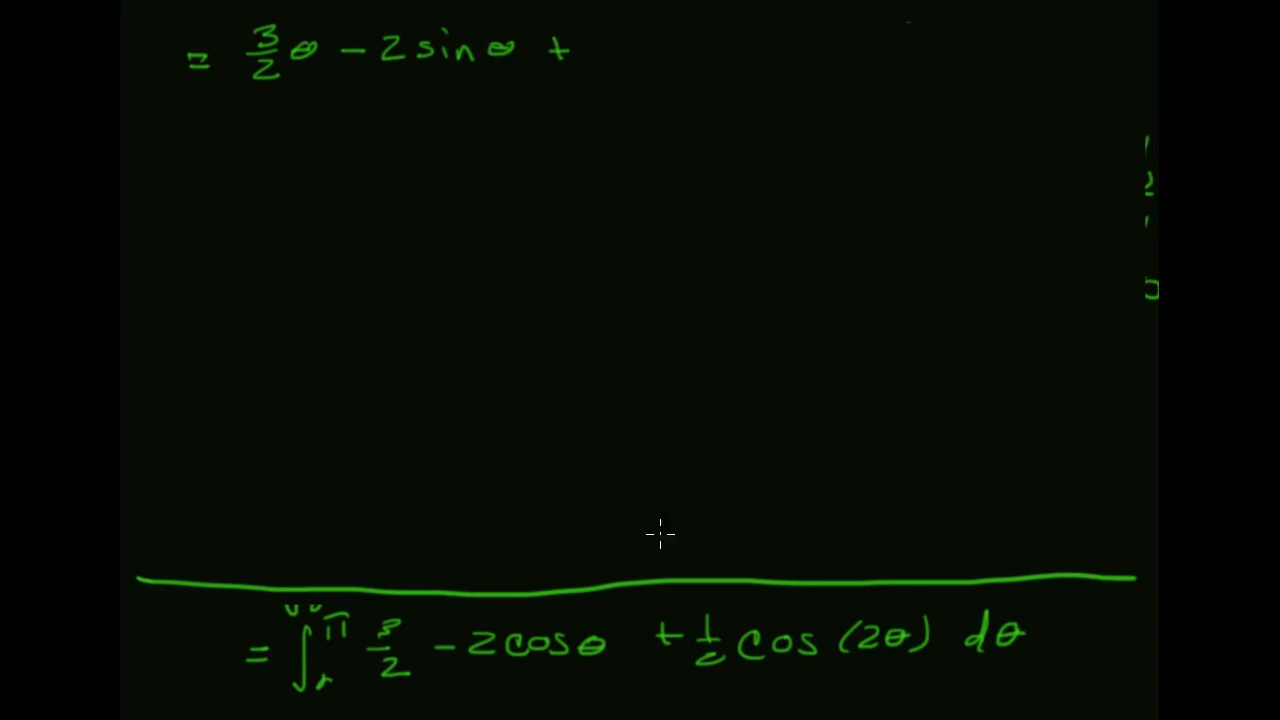 = 3/2 θ - 2 sin θ +
= ∫ π 3/2 - 2 cos θ + 1/2 cos (2θ) dθ